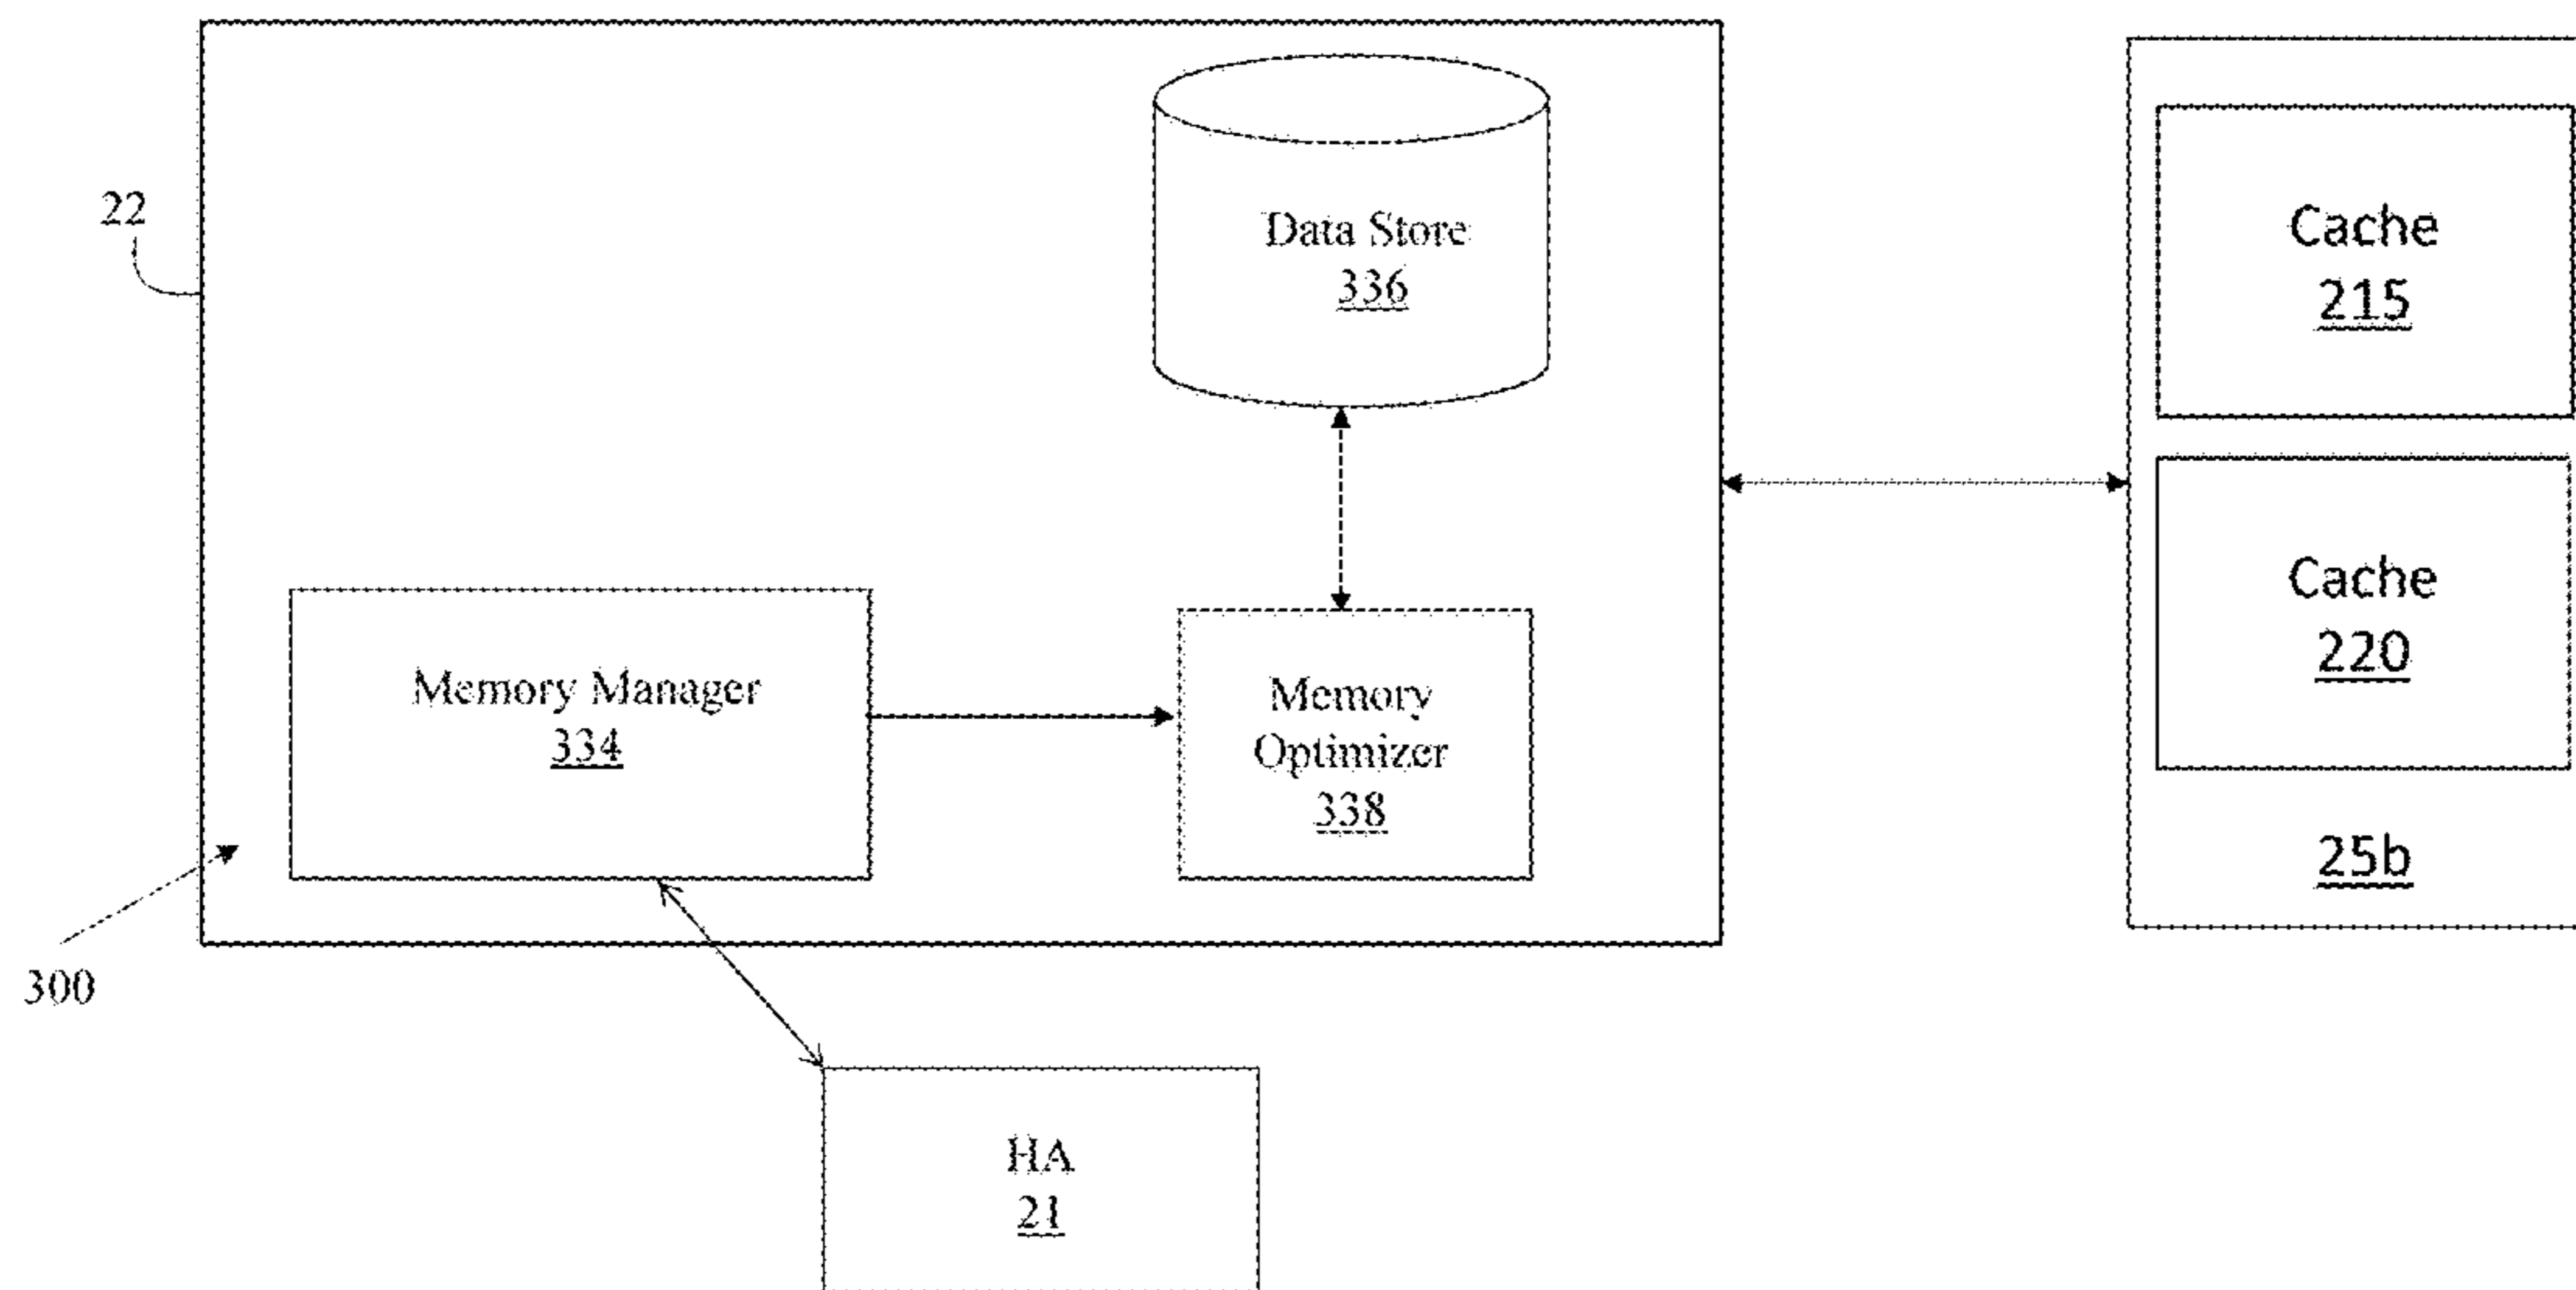 22
Data Store
336
Cache
215
Cache
220
Memory Manager
334
Memory
Optimizer
338
25b
300
HA
21